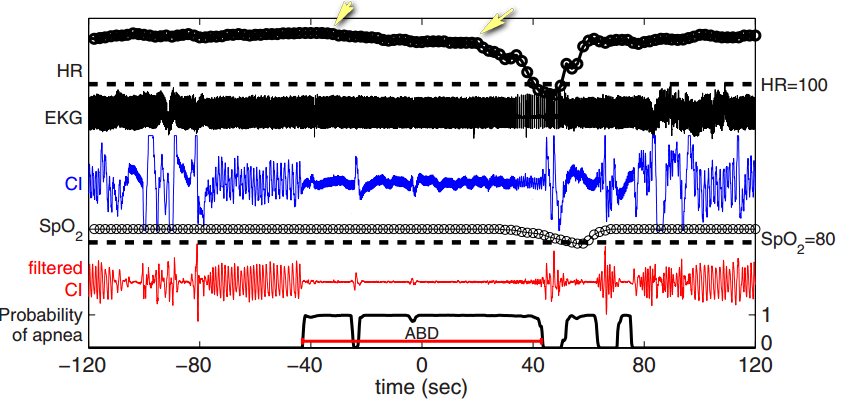 HR
HR=100
EKG
CI
SpO2
SpO2=80
filtered
CI
Probability
of apnea
1
0
ABD
−120 −80 −40 0 40 80 120
time (sec)